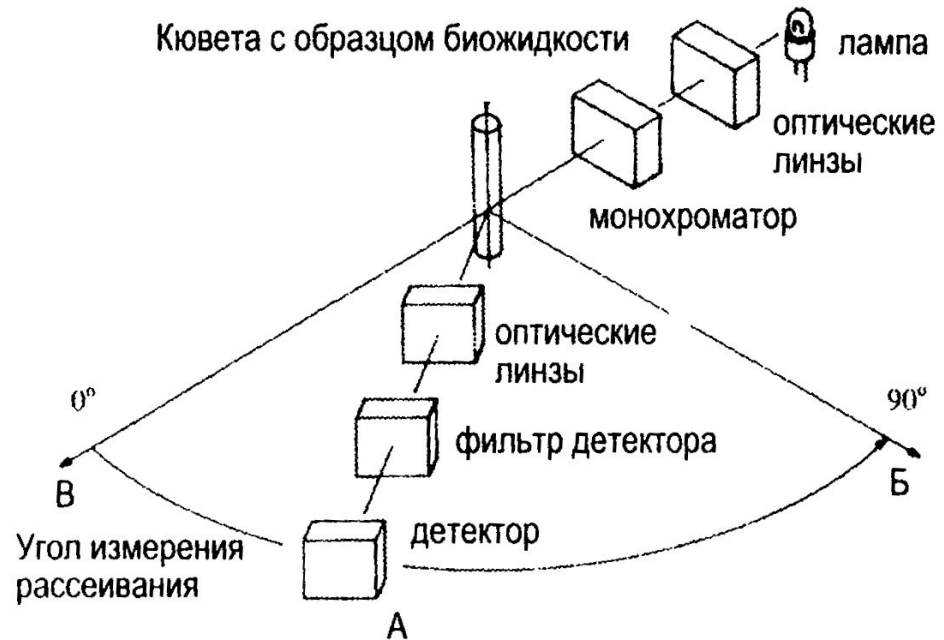 Кювета с образцом биожидкости
лампа
оптические
линзы
монохроматор
оптические
линзы
0°
90°
фильтр детектора
В
Б
детектор
Угол измерения
рассеивания
А